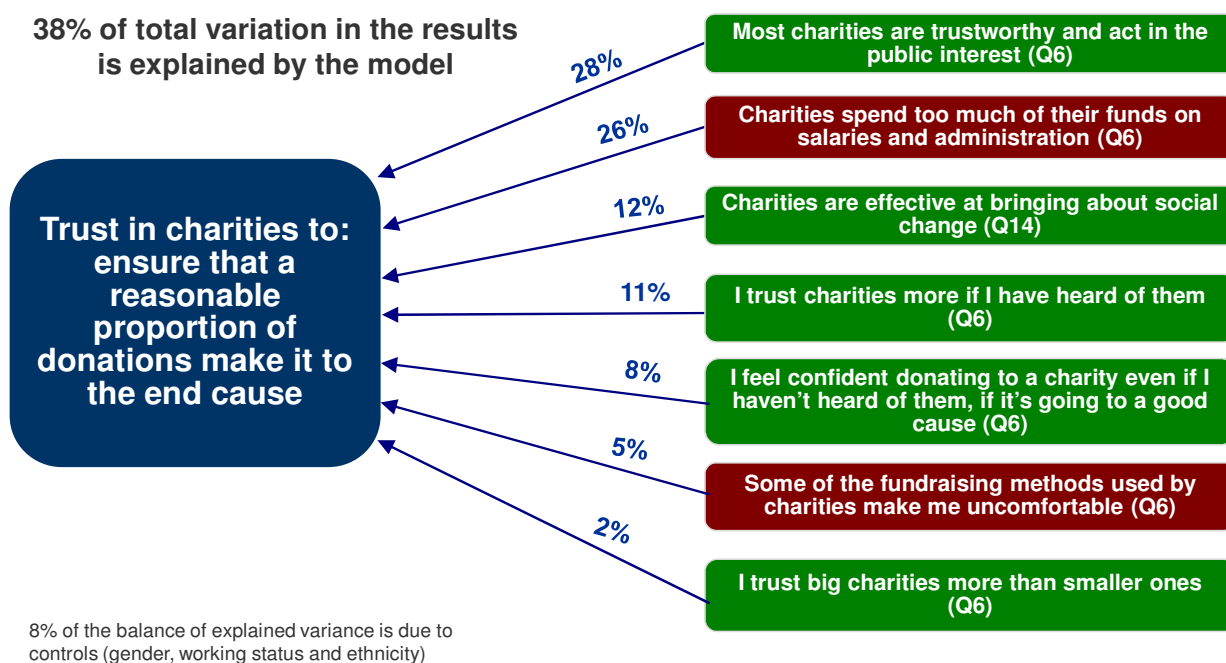 38% of total variation in the results
is explained by the model
28%
Most charities are trustworthy and act in the
public interest (Q6)
26%
Charities spend too much of their funds on
salaries and administration (Q6)
Trust in charities to:
ensure that a
reasonable
proportion of
donations make it to
the end cause
12%
Charities are effective at bringing about social
change (Q14)
11%
I trust charities more if I have heard of them
(Q6)
8%
I feel confident donating to a charity even if I
haven’t heard of them, if it’s going to a good
cause (Q6)
5%
Some of the fundraising methods used by
charities make me uncomfortable (Q6)
2%
I trust big charities more than smaller ones
(Q6)
8% of the balance of explained variance is due to
controls (gender, working status and ethnicity)